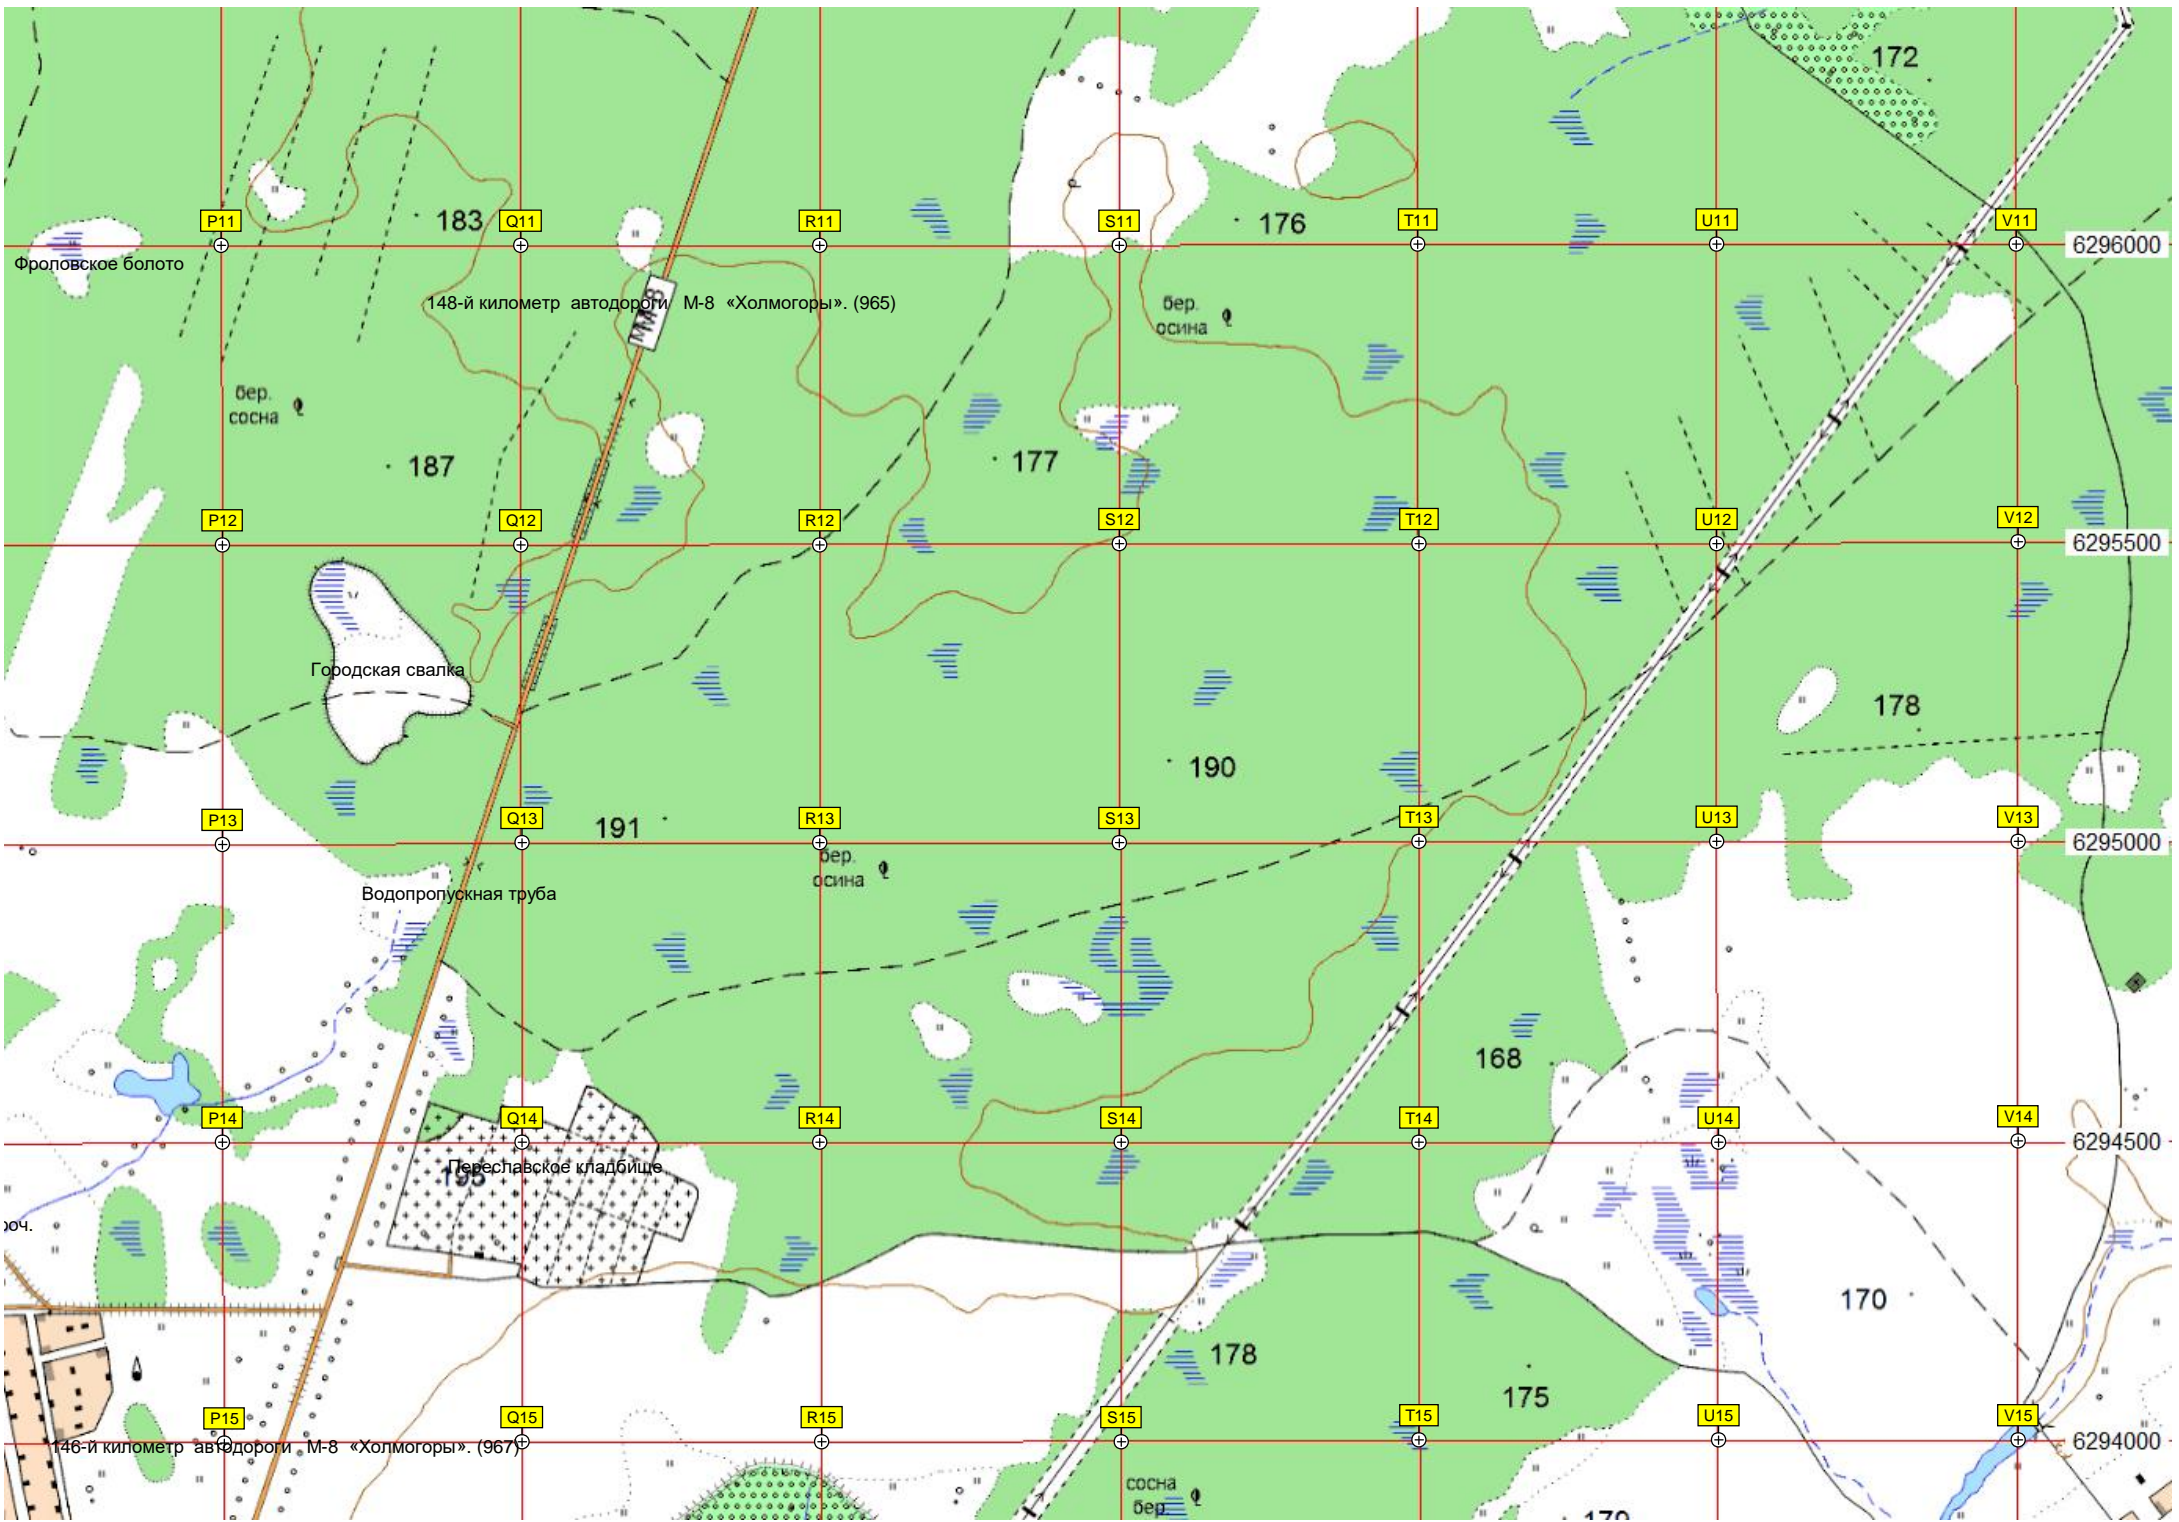 172
P11
183
Q11
R11
S11
176
T11
U11
V11
6296000
Фроловское болото
148-й километр автодороги М-8 «Холмогоры». (965)
бер.
осина
бер.
сосна
187
177
P12
Q12
R12
S12
T12
U12
V12
6295500
Городская свалка
178
190
P13
Q13
191
R13
S13
T13
U13
V13
6295000
бер.
осина
Водопропускная труба
168
P14
Q14
R14
S14
T14
U14
V14
6294500
Переславское кладбище
195
оч.
170
178
175
P15
Q15
R15
S15
T15
U15
V15
146-й километр автодороги М-8 «Холмогоры». (967)
6294000
сосна
бер.